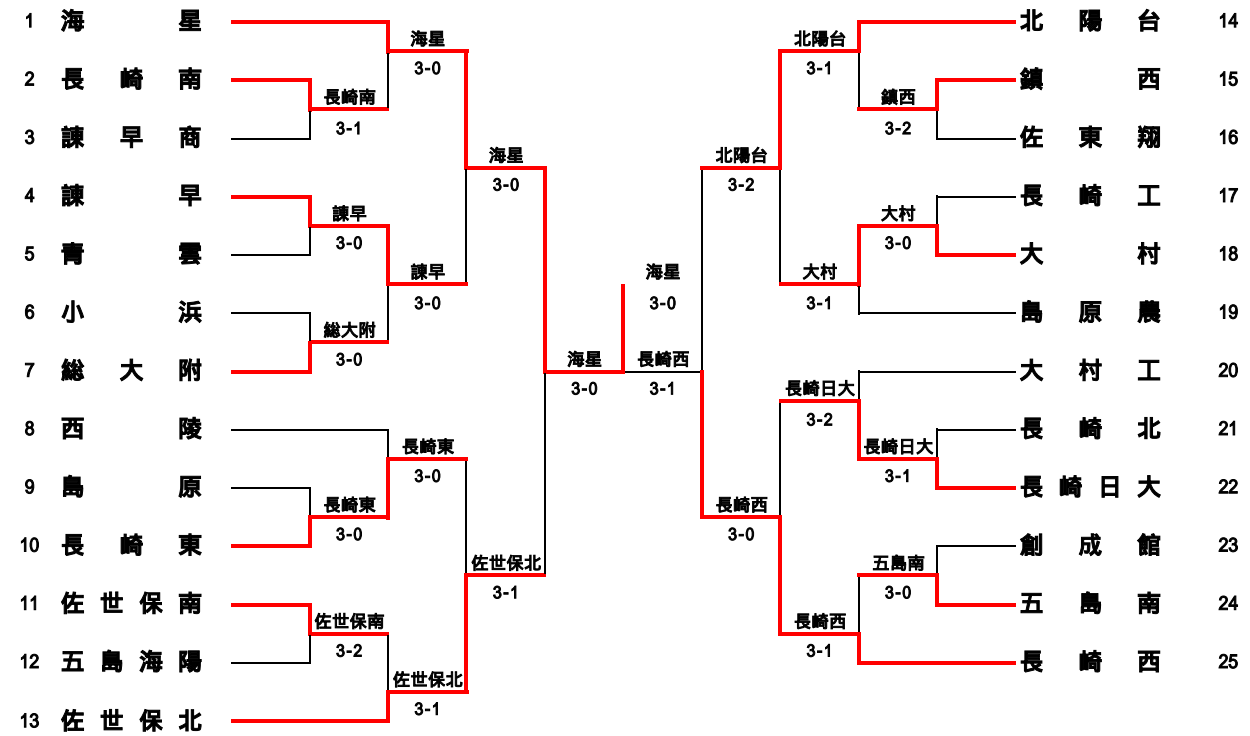 1 海星
2 長崎南
3 諫早商
4 諫早
5 青雲
6 小浜
7 総大附
8 西陵
9 島原
10 長崎東
11 佐世保南
12 五島海陽
13 佐世保北
長崎南
3-1
諫早
3-0
総大附
3-0
長崎東
3-0
佐世保南
3-2
海星
3-0
諫早
3-0
長崎東
3-0
佐世保北
3-1
海星
3-0
佐世保北
3-1
海星
3-0
海星
3-0
長崎西
3-1
北陽台
3-2
長崎西
3-0
北陽台
3-1
大村
3-1
長崎日大
3-2
長崎西
3-1
鎮西
3-2
大村
3-0
長崎日大
3-1
五島南
3-0
北陽台 14
鎮西 15
佐東翔 16
長崎工 17
大村 18
島原農 19
大村工 20
長崎北 21
長崎日大 22
創成館 23
五島南 24
長崎西 25